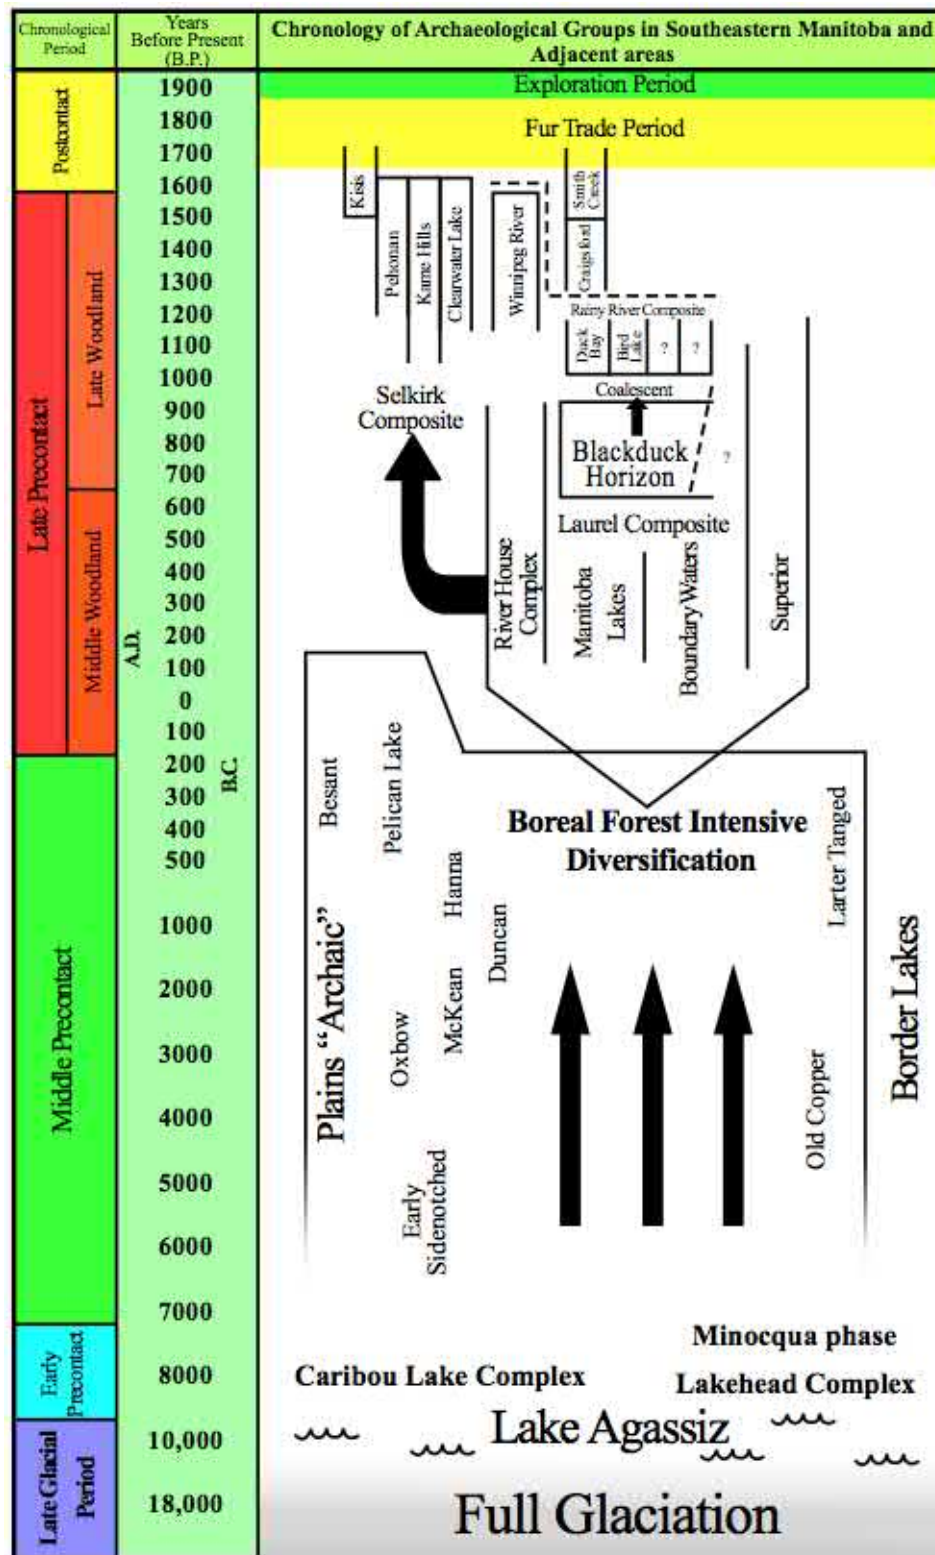 Chronological
Period
Years
Before Present
(B.P.)
Chronology of Archaeological Groups in Southeastern Manitoba and
Adjacent areas
Postcontact
Late Precontact
Late Woodland
Middle Woodland
Middle Precontact
Early
Precontact
Late Glacial
Period
1900
1800
1700
1600
1500
1400
1300
1200
1100
1000
900
800
700
600
500
400
300
200
100
0
100
200
300
400
500
1000
2000
3000
4000
5000
6000
7000
8000
10,000
18,000
A.D.
B.C.
Exploration Period
Fur Trade Period
Kisis
Pehonan
Kame Hills
Clearwater Lake
Winnipeg River
Smith
Creek
Craigsford
Rainy River Composite
Duck
Bay
Bird
Lake
?
?
Coalescent
Selkirk
Composite
Blackduck
Horizon
?
Laurel Composite
River House
Complex
Manitoba
Lakes
Boundary Waters
Superior
Besant
Pelican Lake
Boreal Forest Intensive
Diversification
Larter Tanged
Hanna
Duncan
Plains “Archaic”
McKean
Oxbow
Border Lakes
Old Copper
Early
Sidenotched
Minocqua phase
Caribou Lake Complex
Lakehead Complex
Lake Agassiz
Full Glaciation